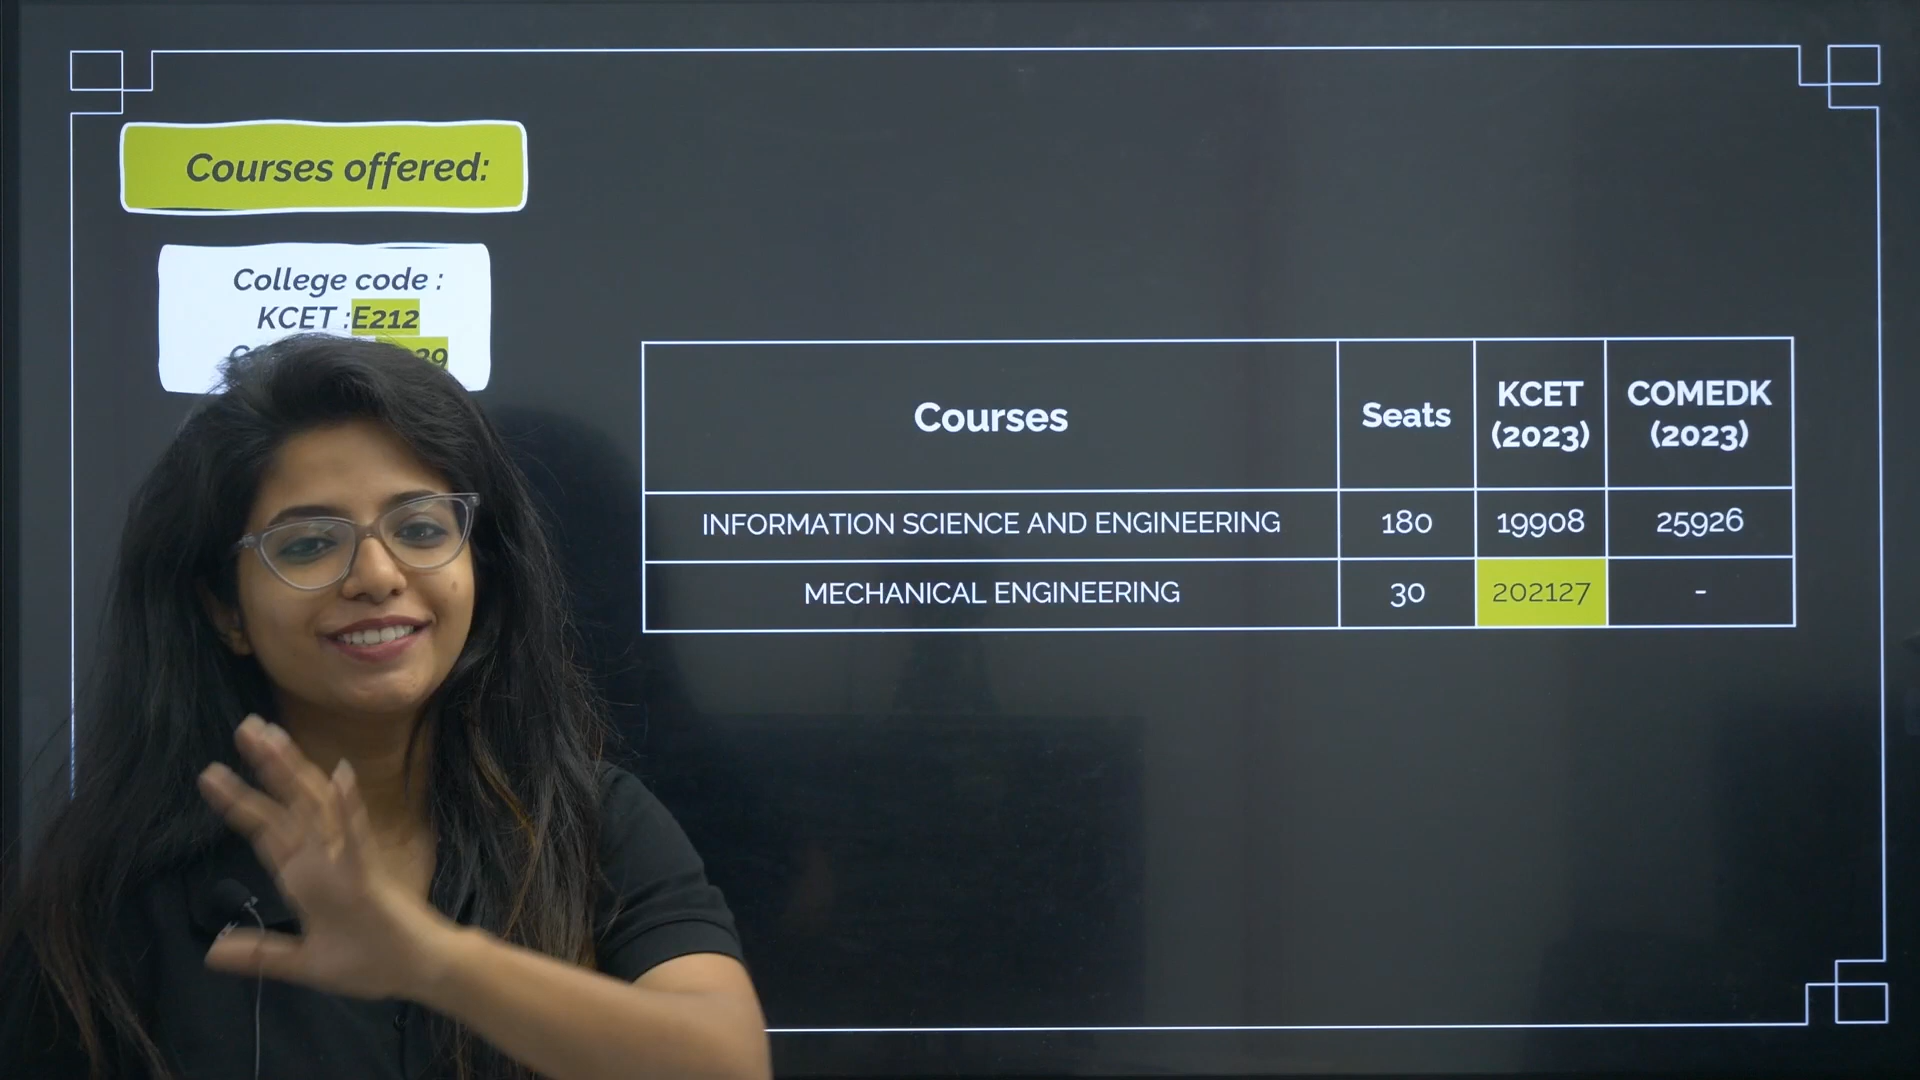 Courses offered:
College code :
KCET :E212
Courses Seats KCET (2023) COMEDK (2023)
INFORMATION SCIENCE AND ENGINEERING 180 19908 25926
MECHANICAL ENGINEERING 30 202127 -